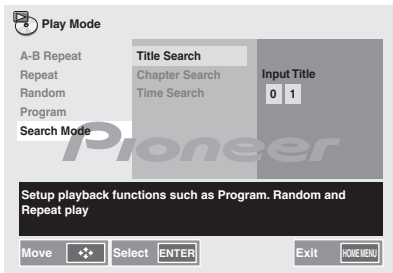 Play Mode
A-B Repeat
Repeat
Random
Program
Search Mode
Title Search
Chapter Search
Time Search
Input Title
0 1
Pioneer
Setup playback functions such as Program. Random and
Repeat play
Move Select ENTER Exit HOME MENU